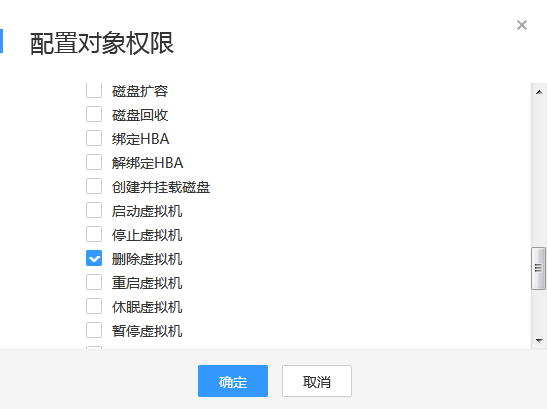 配置对象权限
磁盘扩容
磁盘回收
绑定HBA
解绑定HBA
创建并挂载磁盘
启动虚拟机
停止虚拟机
删除虚拟机
重启虚拟机
休眠虚拟机
暂停虚拟机
确定 取消